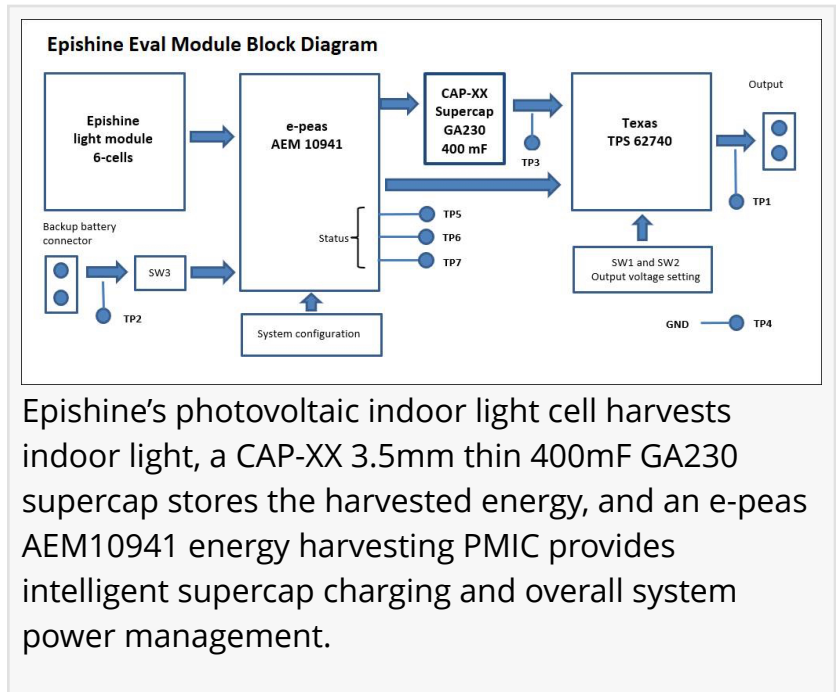 Epishine Eval Module Block Diagram
Epishine
light module
6-cells
e-peas
AEM 10941
CAP-XX
Supercap
GA230
400 mF
TP3
Texas
TPS 62740
Output
TP1
Backup battery
connector
SW3
TP2
Status
TP5
TP6
TP7
System configuration
SW1 and SW2
Output voltage setting
GND
TP4
Epishine’s photovoltaic indoor light cell harvests
indoor light, a CAP-XX 3.5mm thin 400mF GA230
supercap stores the harvested energy, and an e-peas
AEM10941 energy harvesting PMIC provides
intelligent supercap charging and overall system
power management.